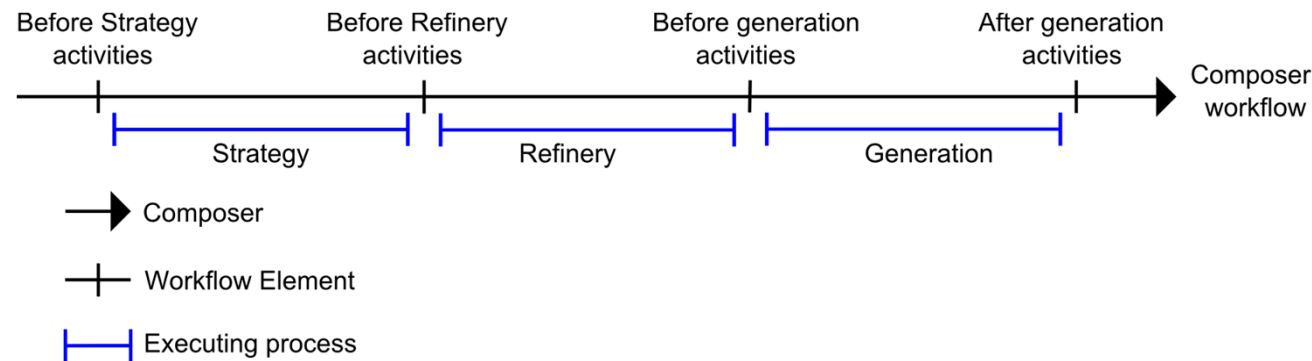 Before Strategy
activities
Before Refinery
activities
Before generation
activities
After generation
activities
Composer
workflow
Strategy
Refinery
Generation
Composer
Workflow Element
Executing process